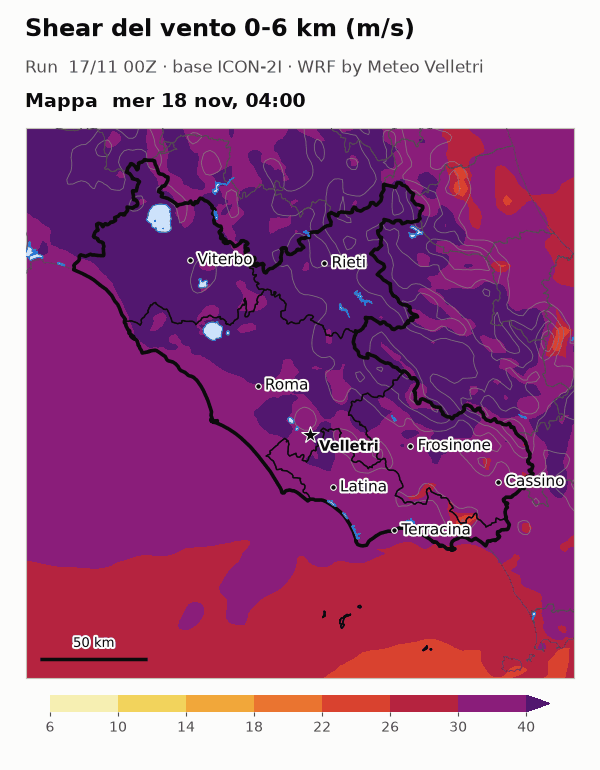 Shear del vento 0-6 km (m/s)
Run 17/11 00Z · base ICON-2I · WRF by Meteo Velletri
Mappa mer 18 nov, 04:00
Viterbo
Rieti
Roma
Velletri
Frosinone
Latina
Cassino
Terracina
50 km
6 10 14 18 22 26 30 40